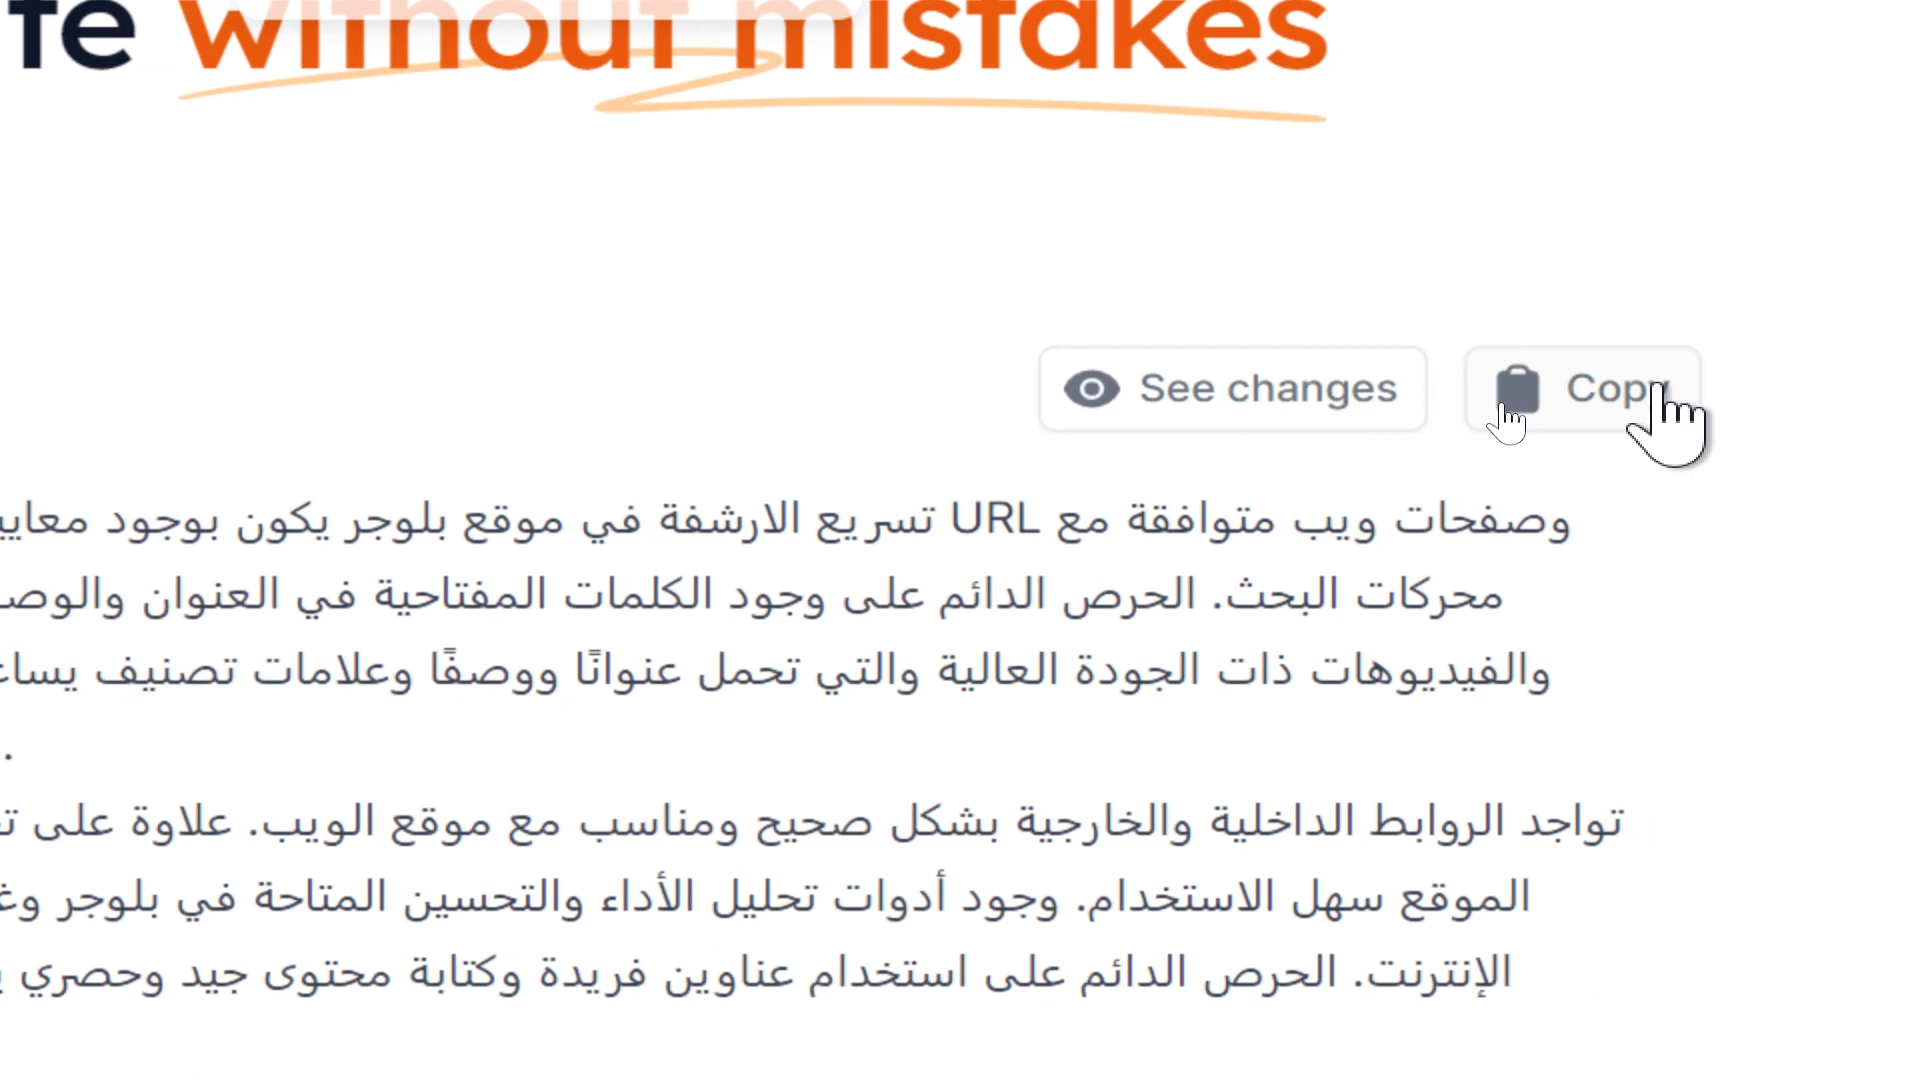 te without mistakes
See changes
Copy
وصفحات ويب متوافقة مع URL تسريع الارشفة في موقع بلوجر يكون بوجود
محركات البحث. الحرص الدائم على وجود الكلمات المفتاحية في العنوان
والفيديوهات ذات الجودة العالية والتي تحمل عنوانًا ووصفًا وعلامات تصنيف
.
تواجد الروابط الداخلية والخارجية بشكل صحيح ومناسب مع موقع الويب. علاوة على
الموقع سهل الاستخدام. وجود أدوات تحليل الأداء والتحسين المتاحة في بلوجر
الإنترنت. الحرص الدائم على استخدام عناوين فريدة وكتابة محتوى جيد وحصري